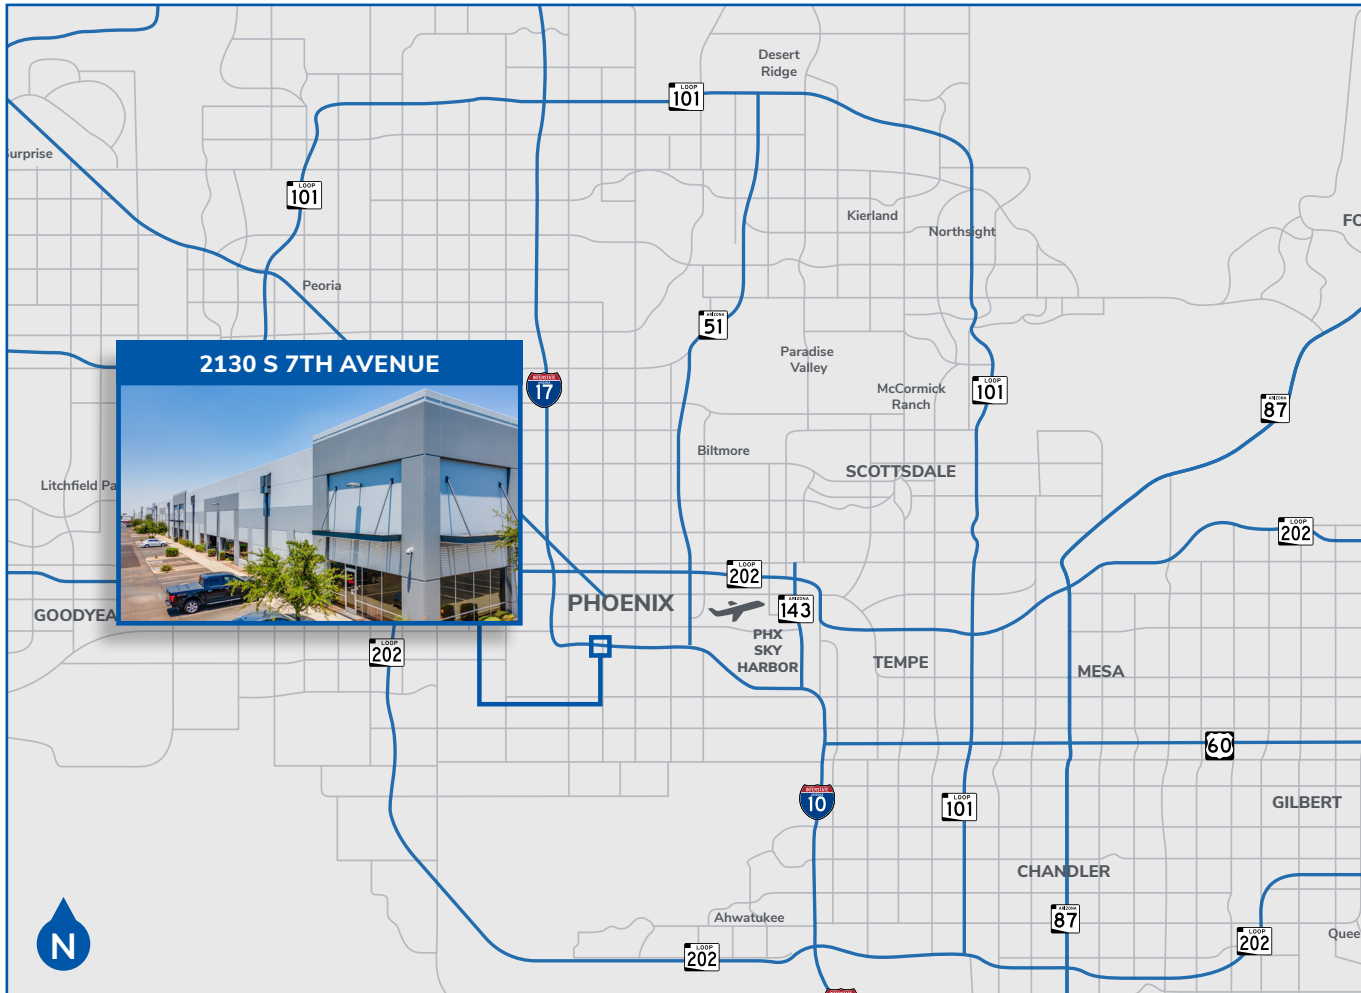 Desert
Ridge
LOOP
101
urprise
LOOP
101
Kierland
Northsight
FO
Peoria
ARIZONA
51
2130 S 7TH AVENUE
Paradise
Valley
INTERSTATE
17
McCormick
Ranch
LOOP
101
ARIZONA
87
Biltmore
SCOTTSDALE
Litchfield Pa
LOOP
202
LOOP
202
PHOENIX
ARIZONA
143
GOODYEA
PHX
SKY
HARBOR
LOOP
202
TEMPE
MESA
60
INTERSTATE
10
LOOP
101
GILBERT
CHANDLER
Ahwatukee
ARIZONA
87
Quee
N
LOOP
202
LOOP
202